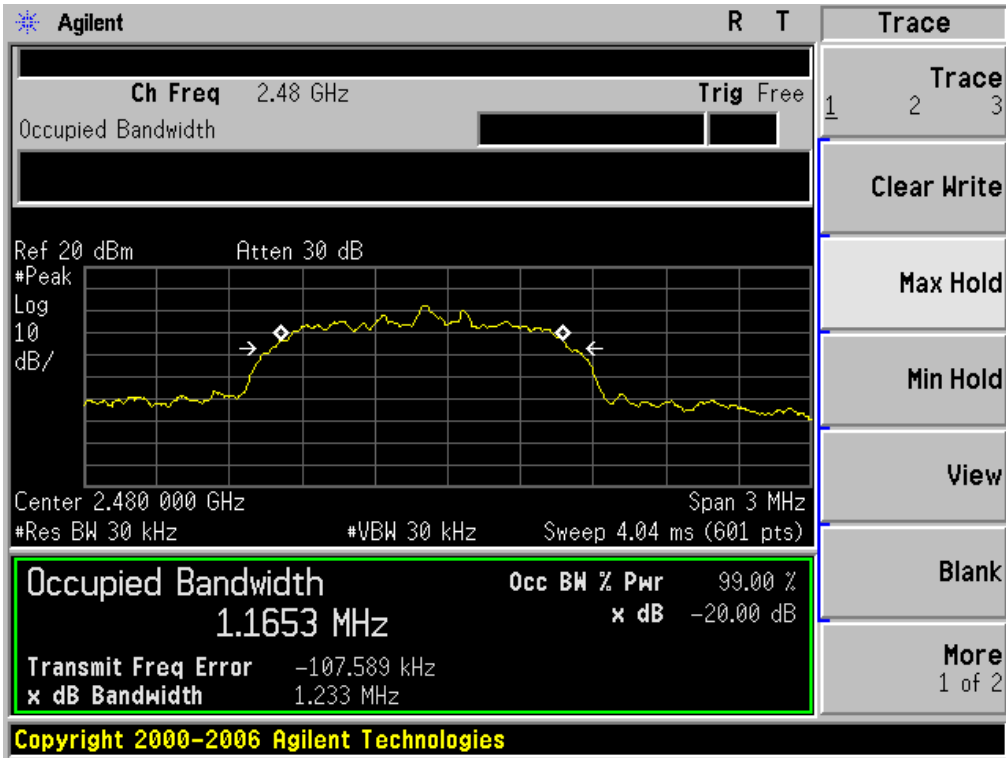 Agilent R T Trace
Ch Freq 2.48 GHz Trig Free
Occupied Bandwidth
Trace
1 2 3
Clear Write
Max Hold
Min Hold
View
Blank
More
1 of 2
Ref 20 dBm Atten 30 dB
#Peak
Log
10
dB/
Center 2.480 000 GHz Span 3 MHz
#Res BW 30 kHz #VBW 30 kHz Sweep 4.04 ms (601 pts)
Occupied Bandwidth Occ BW % Pwr 99.00 %
1.1653 MHz x dB -20.00 dB
Transmit Freq Error -107.589 kHz
x dB Bandwidth 1.233 MHz
Copyright 2000-2006 Agilent Technologies